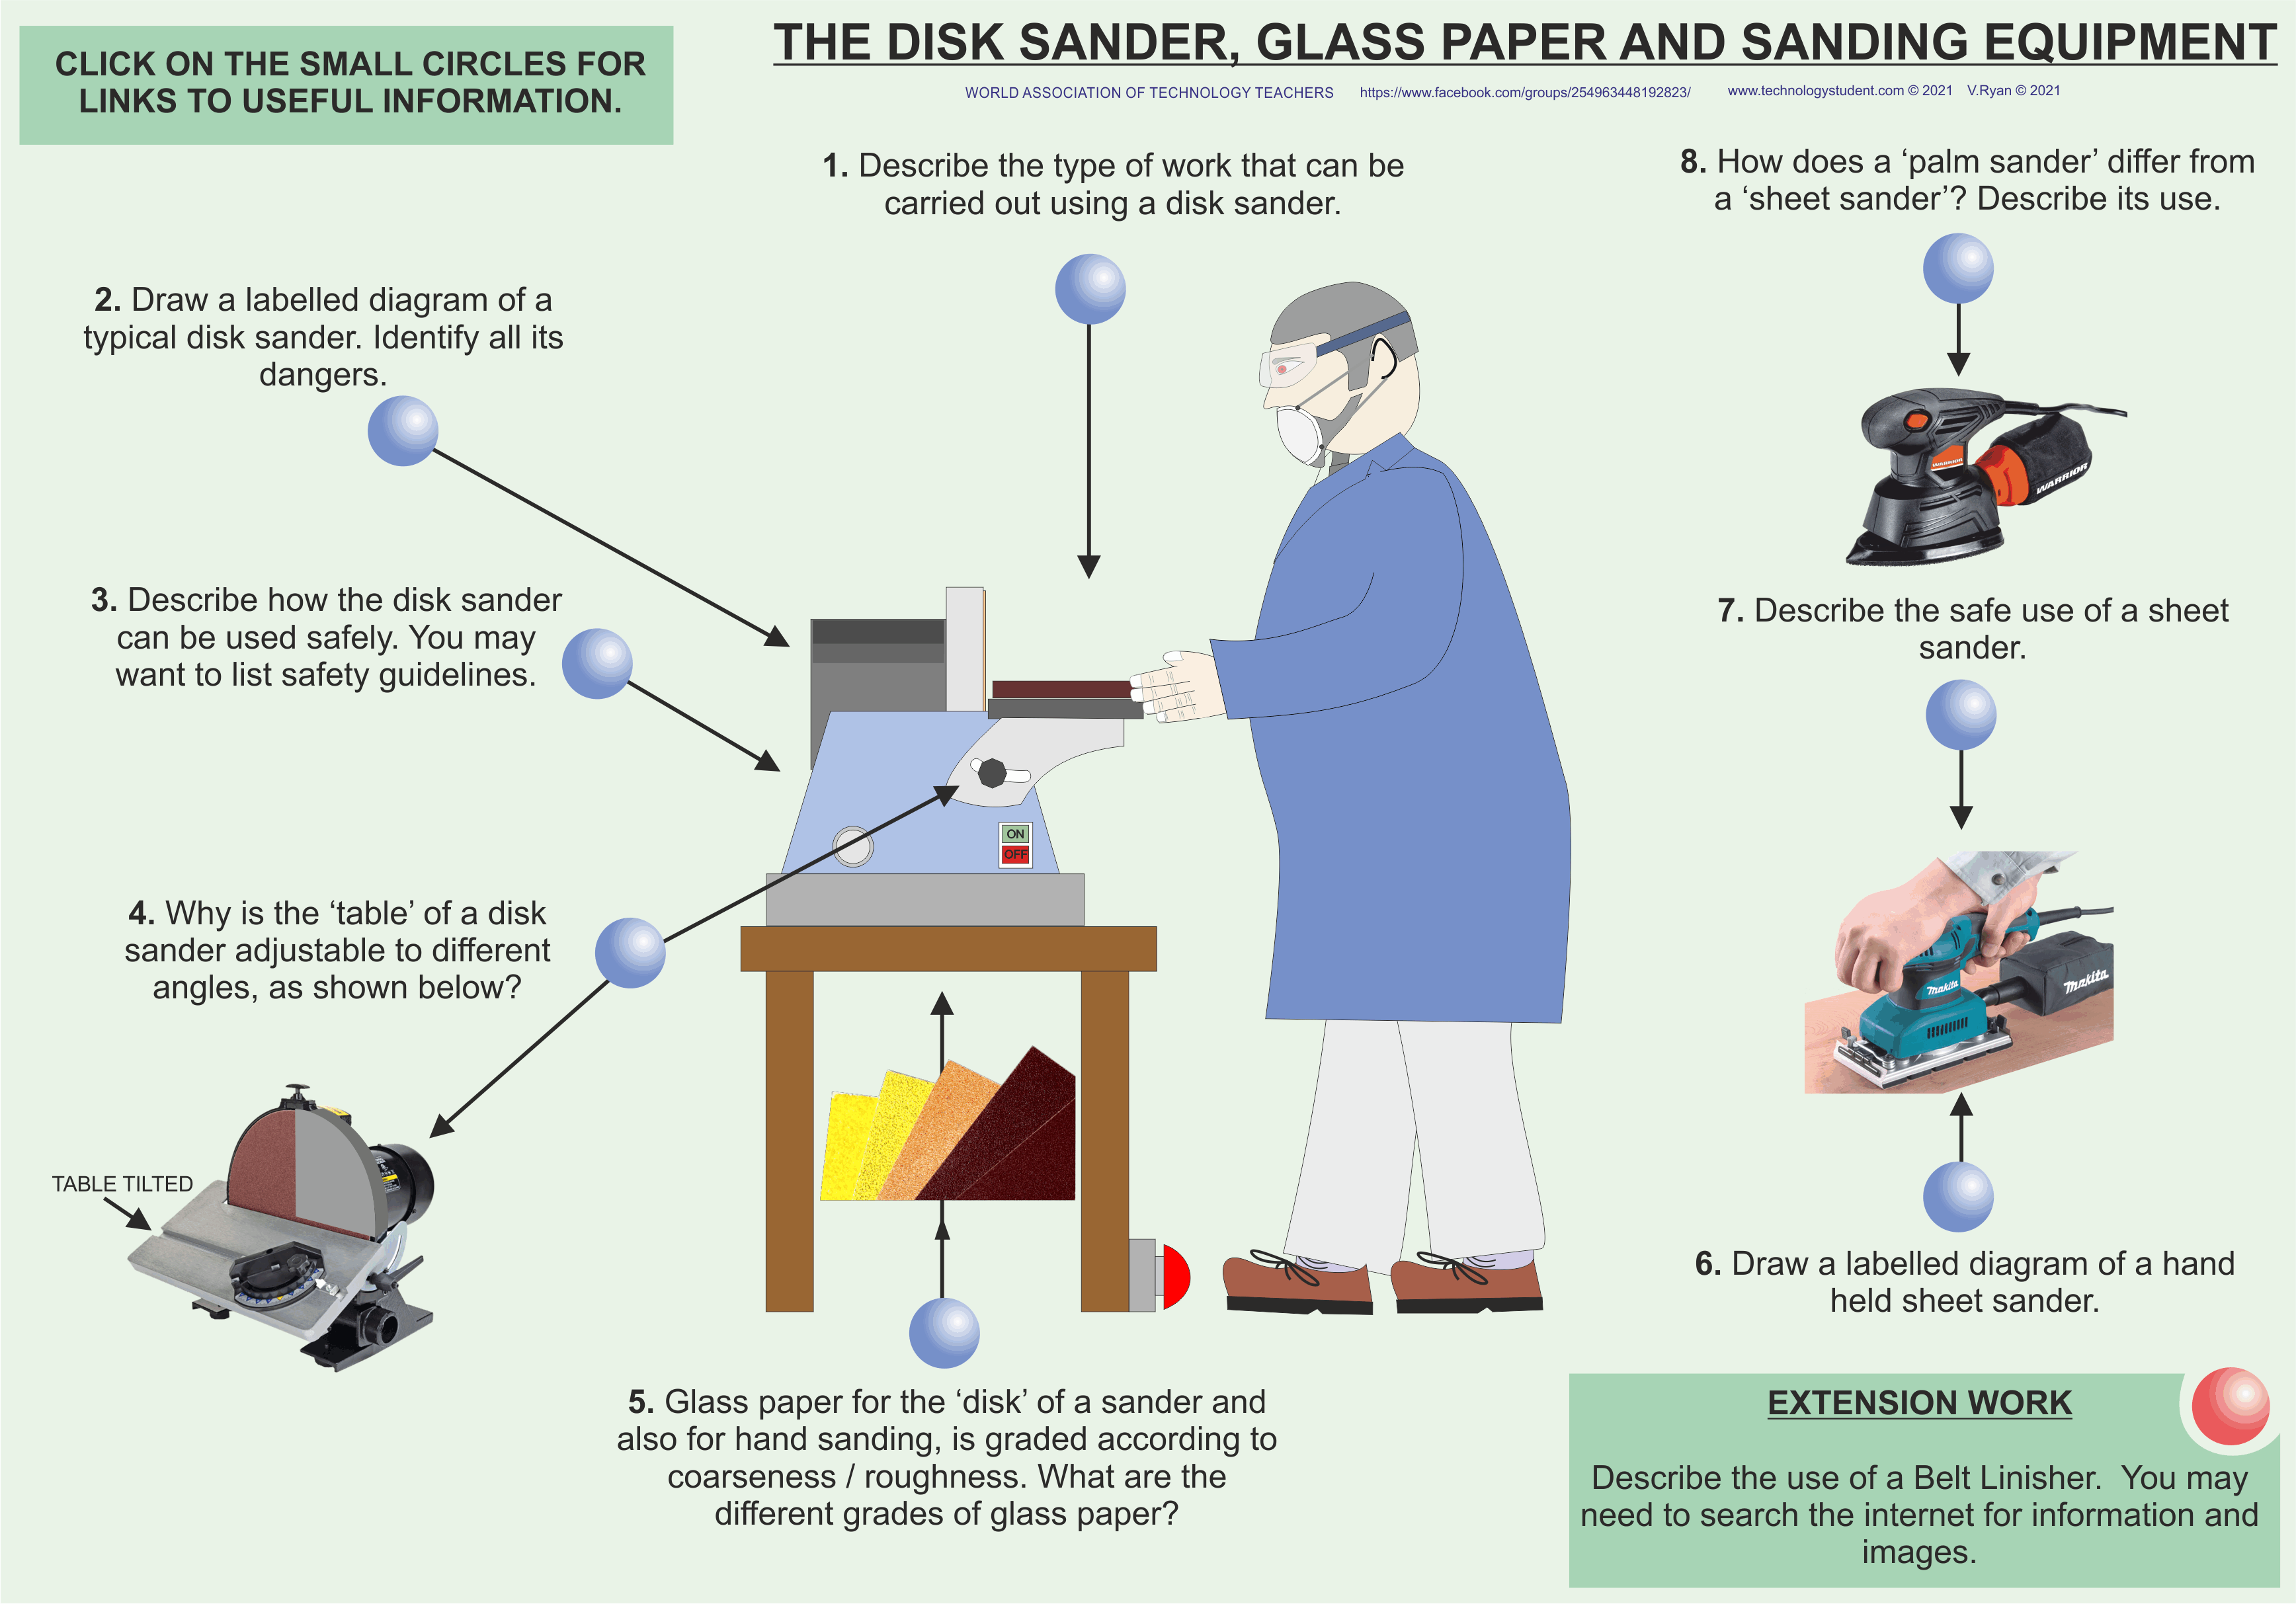 CLICK ON THE SMALL CIRCLES FOR
LINKS TO USEFUL INFORMATION.
THE DISK SANDER, GLASS PAPER AND SANDING EQUIPMENT
WORLD ASSOCIATION OF TECHNOLOGY TEACHERS https://www.facebook.com/groups/254963448192823/ www.technologystudent.com © 2021 V.Ryan © 2021
1. Describe the type of work that can be
carried out using a disk sander.
8. How does a ‘palm sander’ differ from
a ‘sheet sander’? Describe its use.
2. Draw a labelled diagram of a
typical disk sander. Identify all its
dangers.
WARRIOR
WARRIOR
3. Describe how the disk sander
can be used safely. You may
want to list safety guidelines.
7. Describe the safe use of a sheet
sander.
ON
OFF
4. Why is the ‘table’ of a disk
sander adjustable to different
angles, as shown below?
makita
makita
TABLE TILTED
6. Draw a labelled diagram of a hand
held sheet sander.
5. Glass paper for the ‘disk’ of a sander and
also for hand sanding, is graded according to
coarseness / roughness. What are the
different grades of glass paper?
EXTENSION WORK
Describe the use of a Belt Linisher. You may
need to search the internet for information and
images.